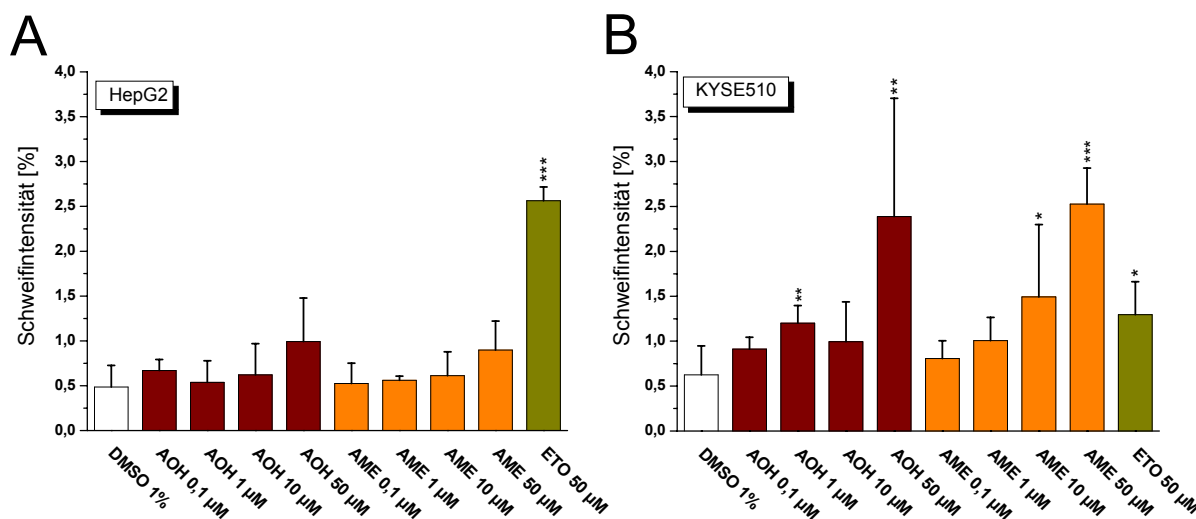 A
HepG2
Schweifintensität [%]
4,0
3,5
3,0
2,5
2,0
1,5
1,0
0,5
0,0
***
DMSO 1%
AOH 0,1 µM
AOH 1 µM
AOH 10 µM
AOH 50 µM
AME 0,1 µM
AME 1 µM
AME 10 µM
AME 50 µM
ETO 50 µM
B
KYSE510
Schweifintensität [%]
4,0
3,5
3,0
2,5
2,0
1,5
1,0
0,5
0,0
**
**
*
***
*
DMSO 1%
AOH 0,1 µM
AOH 1 µM
AOH 10 µM
AOH 50 µM
AME 0,1 µM
AME 1 µM
AME 10 µM
AME 50 µM
ETO 50 µM